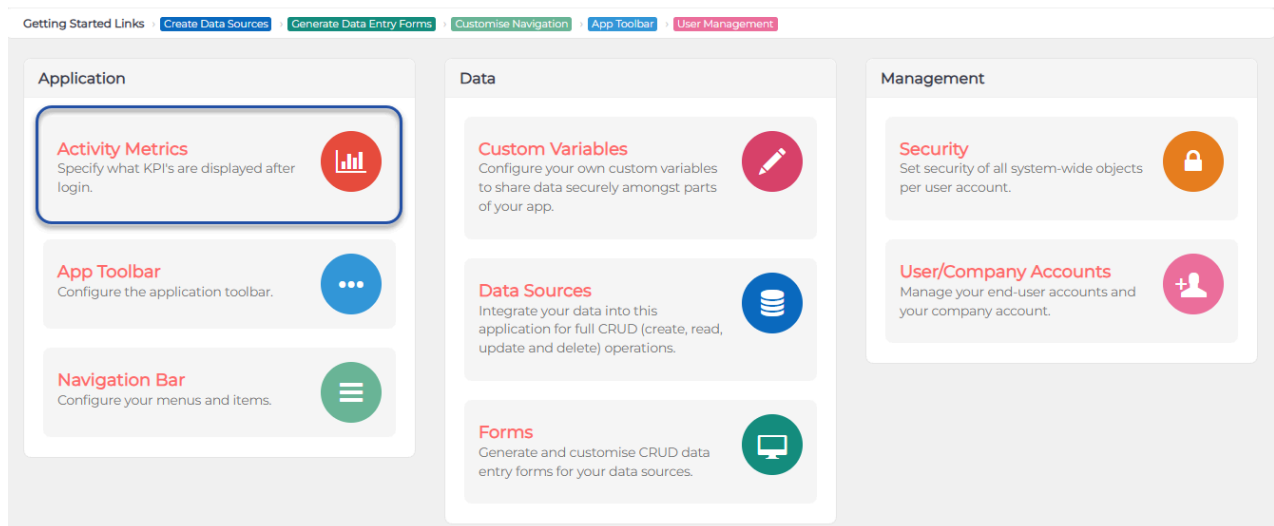 Getting Started Links › Create Data Sources › Generate Data Entry Forms › Customise Navigation › App Toolbar › User Management
Application
Activity Metrics
Specify what KPI's are displayed after
login.
App Toolbar
Configure the application toolbar.
Navigation Bar
Configure your menus and items.
Data
Custom Variables
Configure your own custom variables
to share data securely amongst parts
of your app.
Data Sources
Integrate your data into this
application for full CRUD (create, read,
update and delete) operations.
Forms
Generate and customise CRUD data
entry forms for your data sources.
Management
Security
Set security of all system-wide objects
per user account.
User/Company Accounts
Manage your end-user accounts and
your company account.